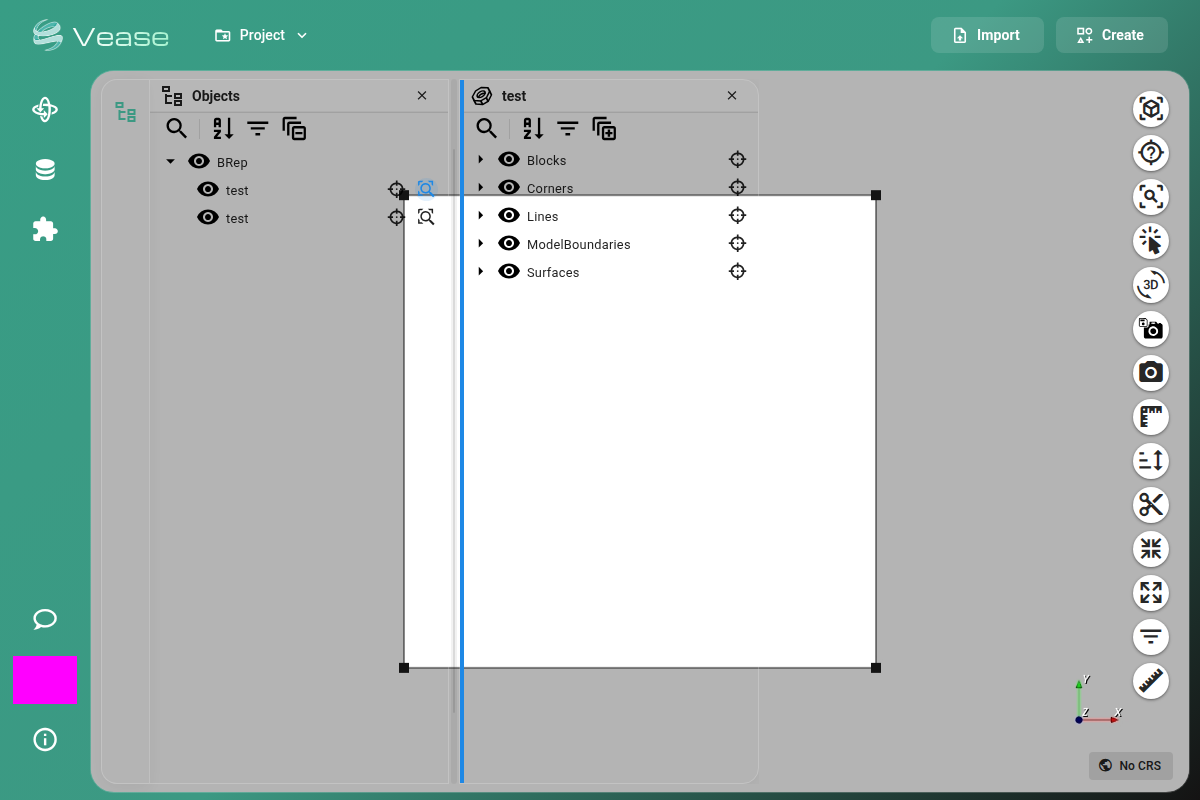 Vease
Project
Import
Create
Objects
test
A
Z
A
Z
BRep
test
test
Blocks
Corners
Lines
ModelBoundaries
Surfaces
3D
Y
Z
X
No CRS